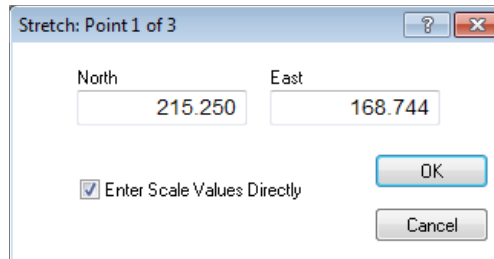 Stretch: Point 1 of 3
North East
215.250 168.744
Enter Scale Values Directly
OK
Cancel